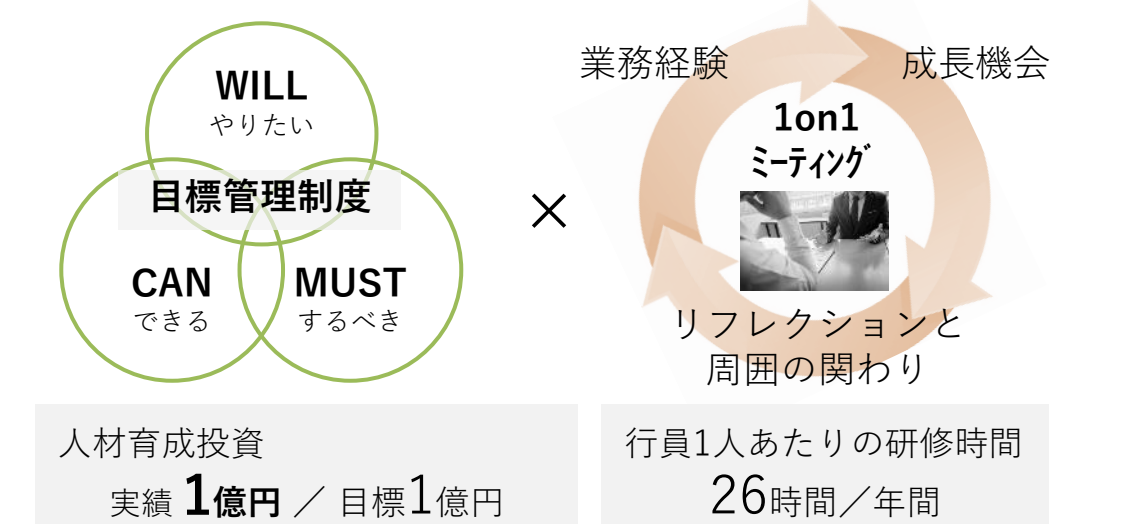 WILL
やりたい
目標管理制度
CAN
できる
MUST
するべき
×
業務経験
成長機会
1on1
ﾐｰﾃｨﾝｸﾞ
リフレクションと
周囲の関わり
人材育成投資
実績 1億円 ／ 目標1億円
行員1人あたりの研修時間
26時間／年間